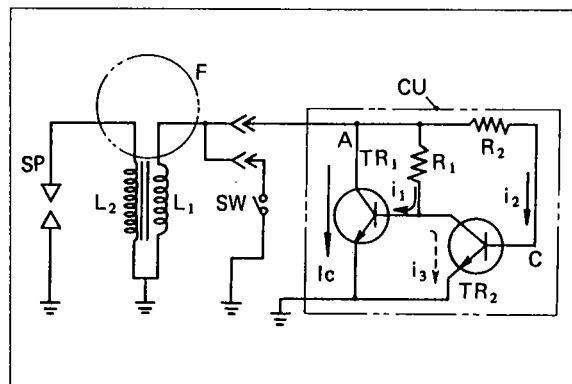 F
CU
SP
L₂
L₁
SW
A
TR₁
R₁
R₂
i₁
i₂
Ic
i₃
C
TR₂